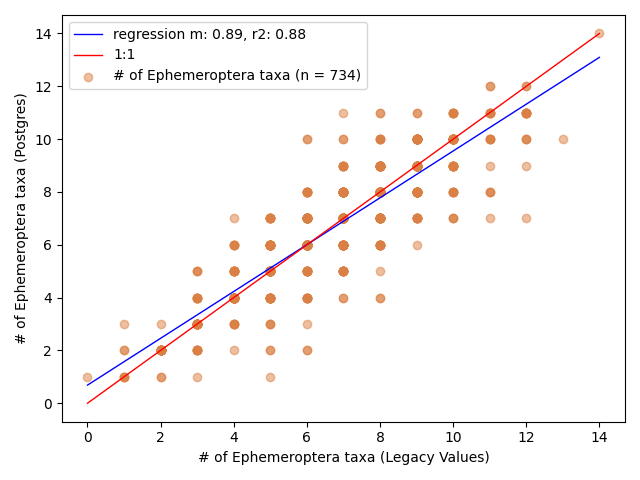 regression m: 0.89, r2: 0.88
1:1
# of Ephemeroptera taxa (n = 734)
14
12
10
8
6
4
2
0
# of Ephemeroptera taxa (Postgres)
0 2 4 6 8 10 12 14
# of Ephemeroptera taxa (Legacy Values)